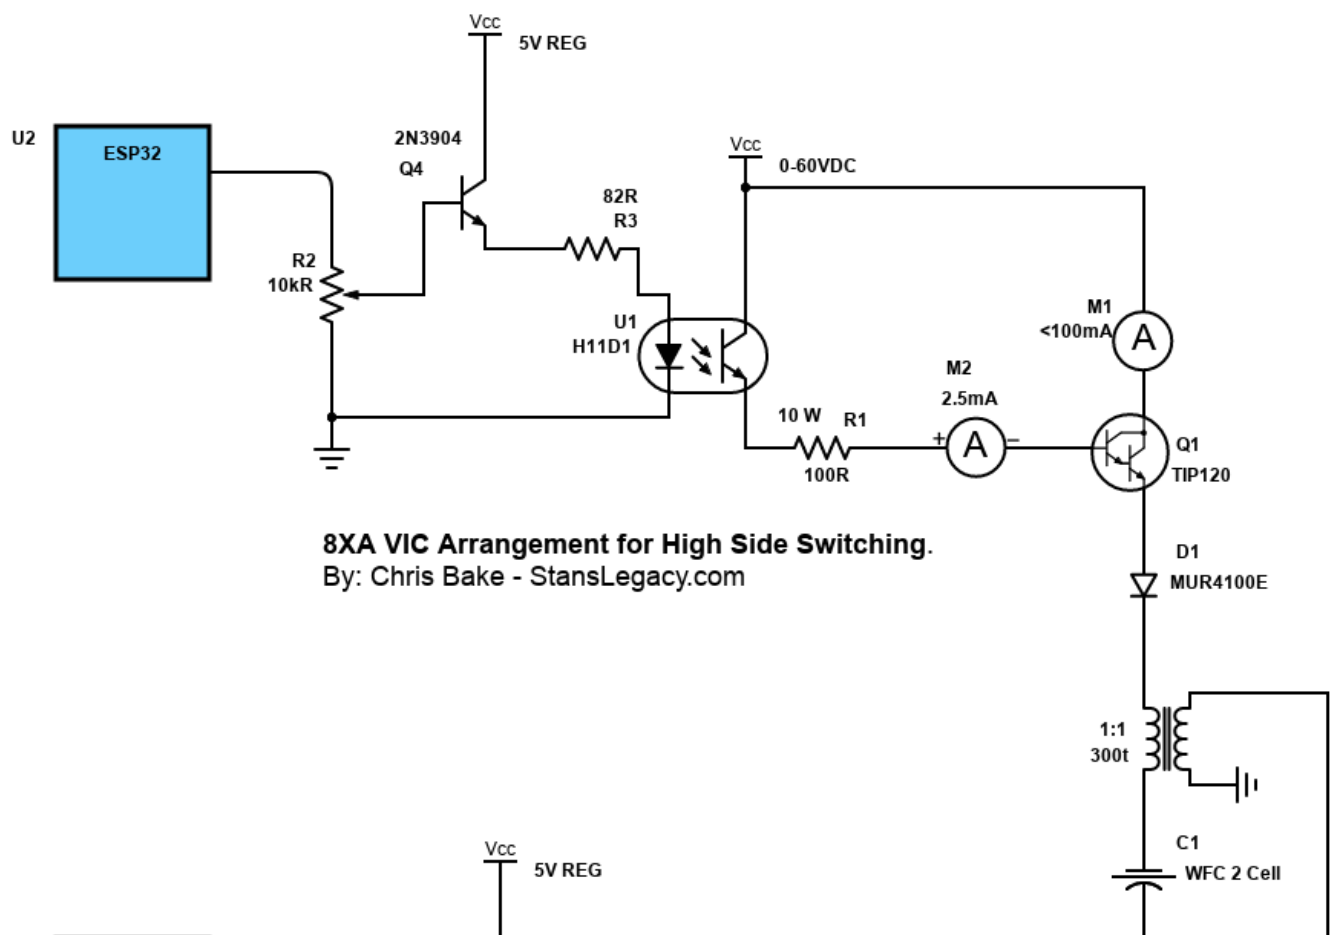 Vcc
5V REG
U2
ESP32
2N3904
Q4
Vcc
0-60VDC
82R
R3
R2
10kR
M1
<100mA
A
U1
H11D1
M2
2.5mA
10 W
R1
+
A
−
100R
Q1
TIP120
8XA VIC Arrangement for High Side Switching.
By: Chris Bake - StansLegacy.com
D1
MUR4100E
1:1
300t
C1
WFC 2 Cell
Vcc
5V REG